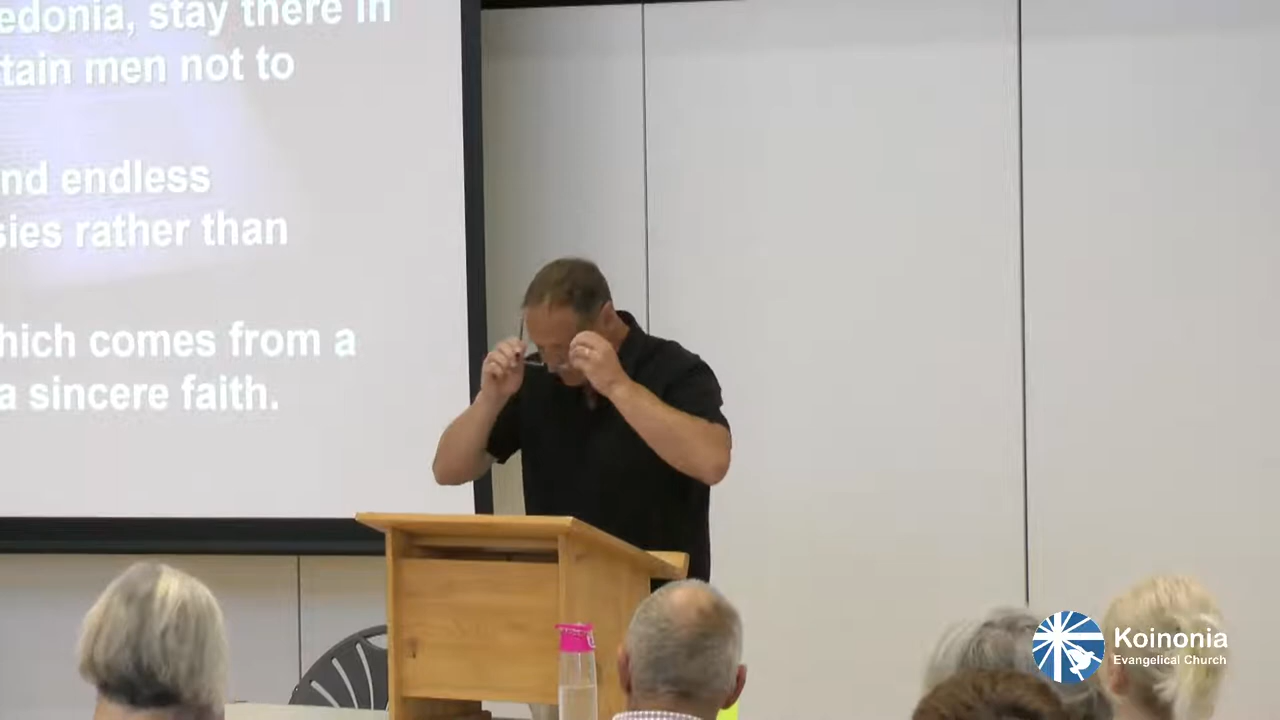 edonia, stay there in
tain men not to
nd endless
sies rather than
hich comes from a
a sincere faith.
Koinonia
Evangelical Church